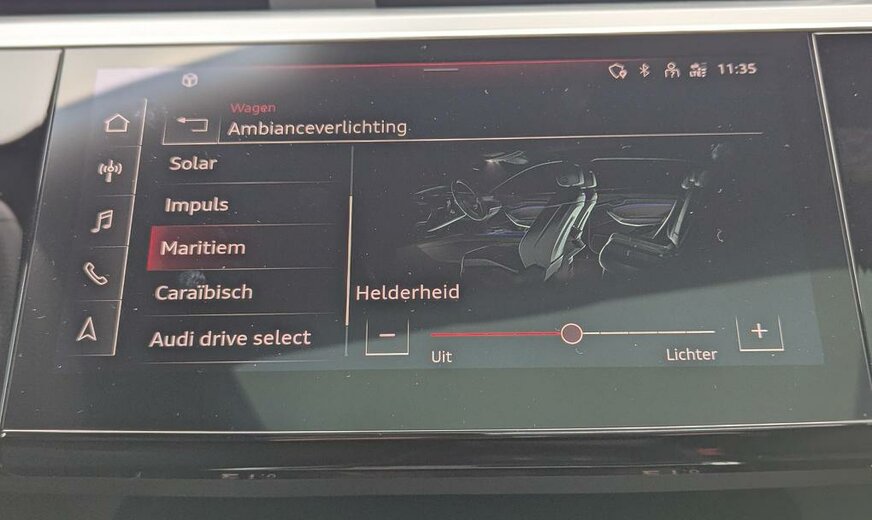 11:35
Wagen
Ambianceverlichting
Solar
Impuls
Maritiem
Caraïbisch
Audi drive select
Helderheid
Uit
Lichter